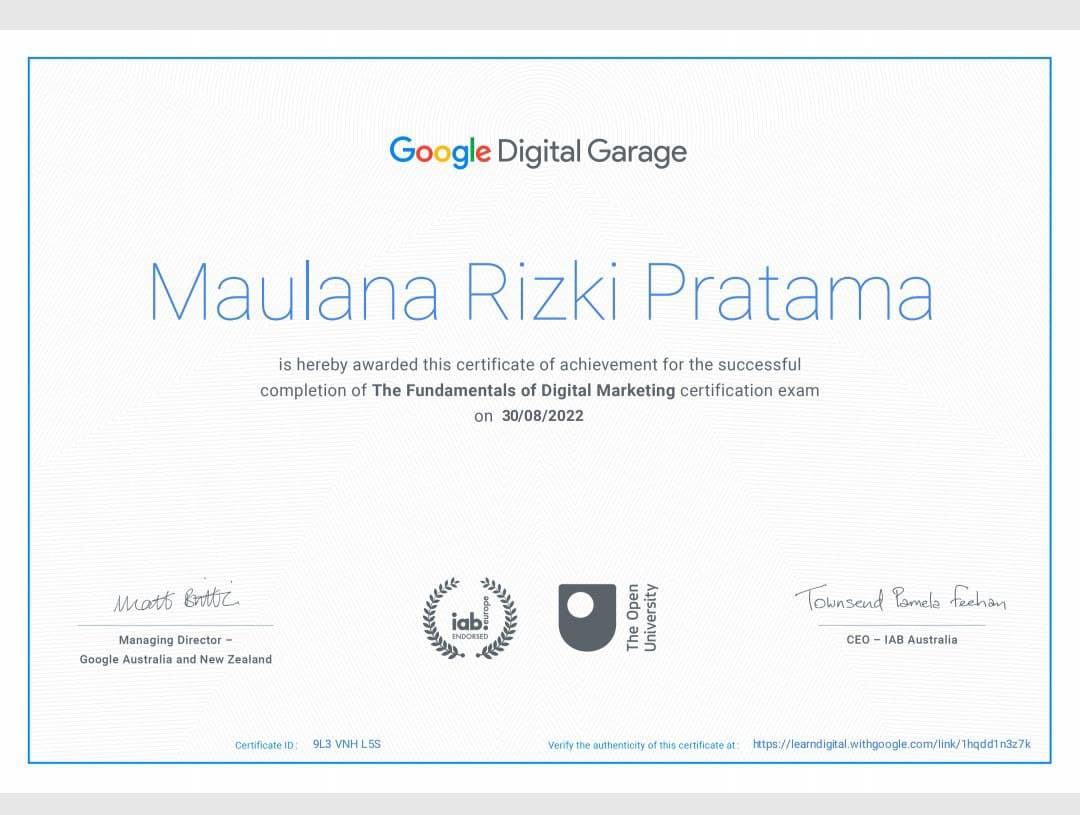 Google Digital Garage
Maulana Rizki Pratama
is hereby awarded this certificate of achievement for the successful
completion of The Fundamentals of Digital Marketing certification exam
on 30/08/2022
Matt
Managing Director –
Google Australia and New Zealand
iab. europe
ENDORSED
The Open
University
Townsend Pamela Feehan
CEO – IAB Australia
Certificate ID : 9L3 VNH L5S
Verify the authenticity of this certificate at : https://learndigital.withgoogle.com/link/1hqdd1n3z7k